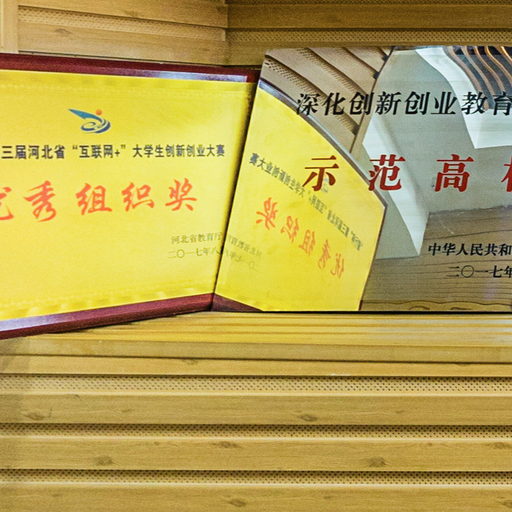 三届河北省“互联网+”大学生创新创业大赛
优秀组织奖
河北省教育厅
二〇一七年八
深化创新创业教育
示范高校
中华人民共和
二〇一七年